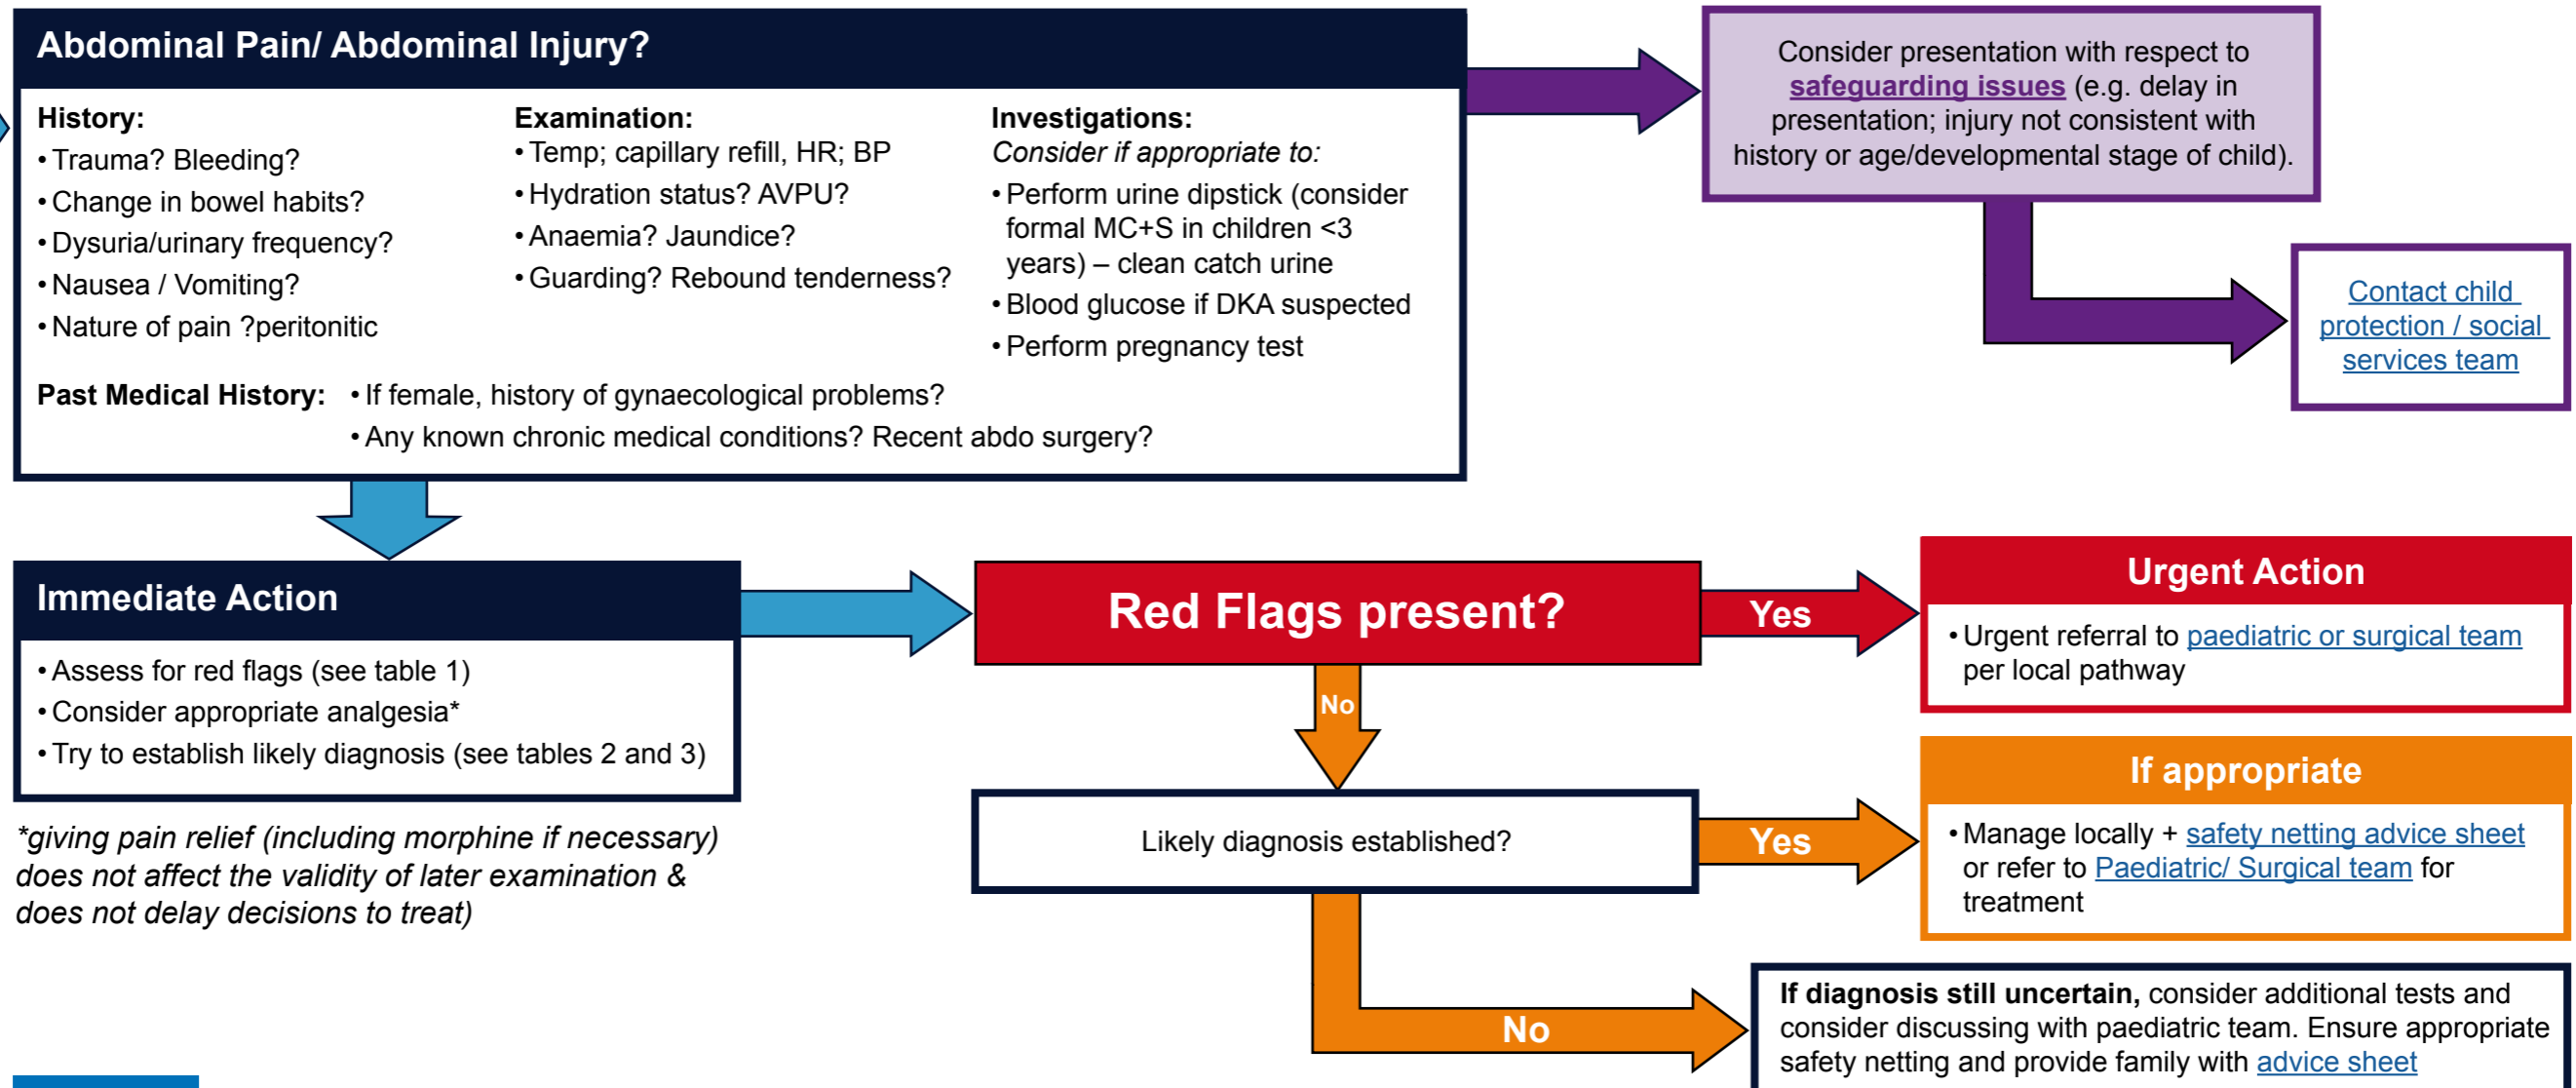 Abdominal Pain/ Abdominal Injury?
History:
• Trauma? Bleeding?
• Change in bowel habits?
• Dysuria/urinary frequency?
• Nausea / Vomiting?
• Nature of pain ?peritonitic
Examination:
• Temp; capillary refill, HR; BP
• Hydration status? AVPU?
• Anaemia? Jaundice?
• Guarding? Rebound tenderness?
Investigations:
Consider if appropriate to:
• Perform urine dipstick (consider
formal MC+S in children <3
years) – clean catch urine
• Blood glucose if DKA suspected
• Perform pregnancy test
Past Medical History: • If female, history of gynaecological problems?
• Any known chronic medical conditions? Recent abdo surgery?
Consider presentation with respect to
safeguarding issues (e.g. delay in
presentation; injury not consistent with
history or age/developmental stage of child).
Contact child
protection / social
services team
Immediate Action
• Assess for red flags (see table 1)
• Consider appropriate analgesia*
• Try to establish likely diagnosis (see tables 2 and 3)
*giving pain relief (including morphine if necessary)
does not affect the validity of later examination &
does not delay decisions to treat)
Red Flags present?
Yes
Urgent Action
• Urgent referral to paediatric or surgical team
per local pathway
No
Likely diagnosis established?
Yes
If appropriate
• Manage locally + safety netting advice sheet
or refer to Paediatric/ Surgical team for
treatment
No
If diagnosis still uncertain, consider additional tests and
consider discussing with paediatric team. Ensure appropriate
safety netting and provide family with advice sheet